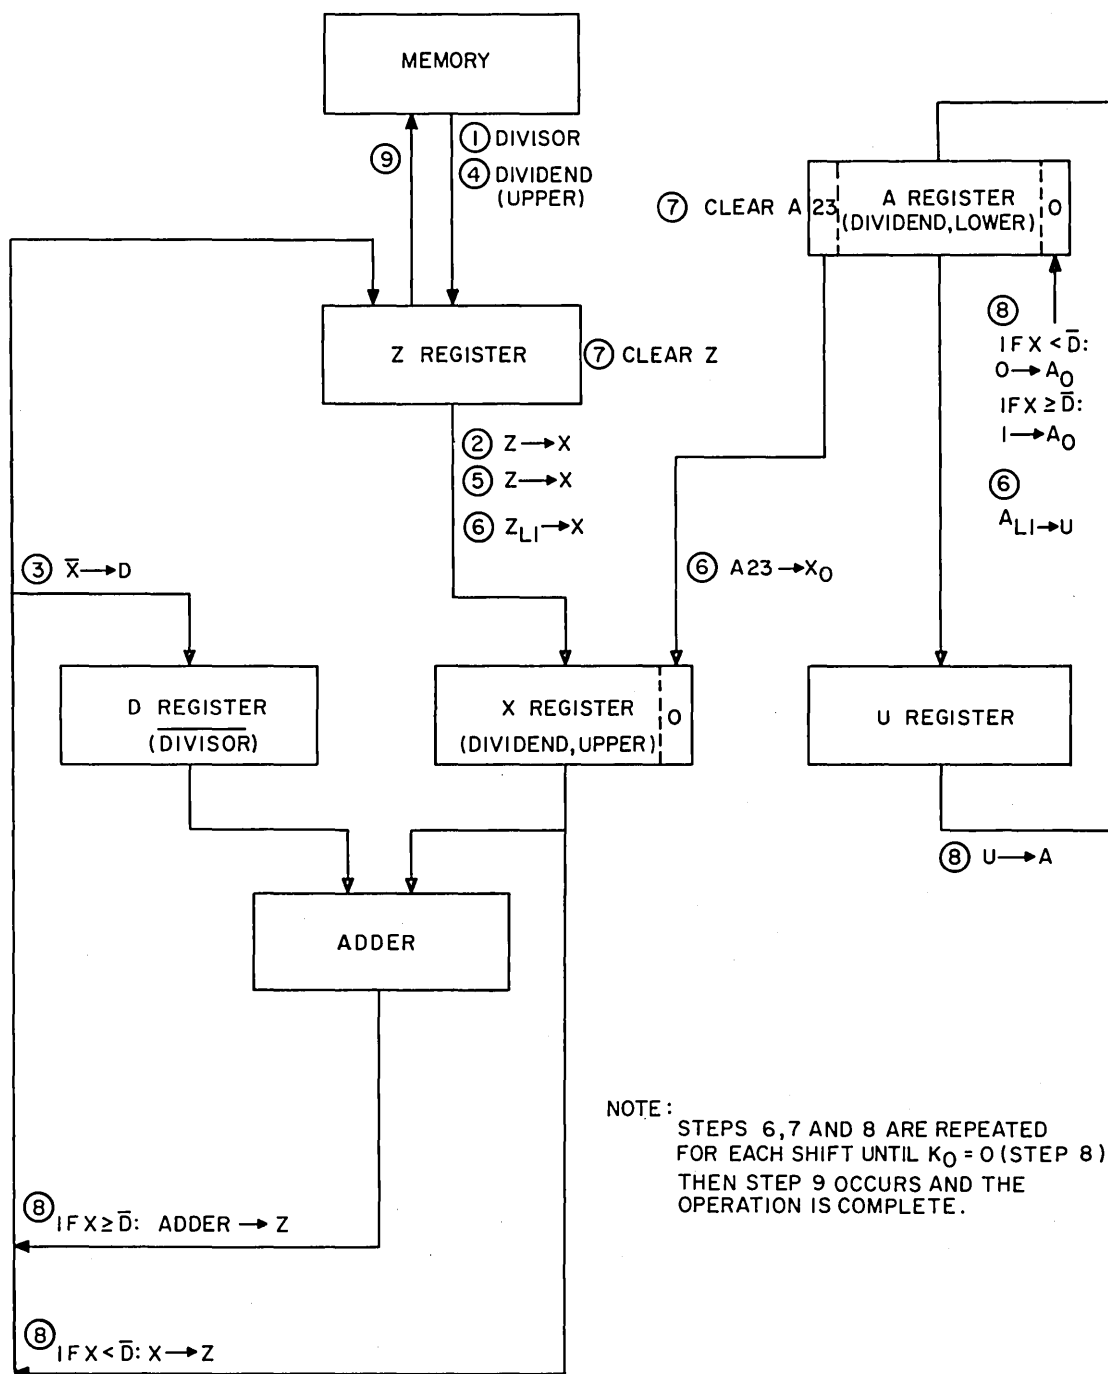 MEMORY
① DIVISOR
⑨
④ DIVIDEND
(UPPER)
⑦ CLEAR A
23
A REGISTER
(DIVIDEND, LOWER)
0
Z REGISTER
⑦ CLEAR Z
⑧
IF X < D̅:
0 → A₀
IF X ≥ D̅:
1 → A₀
② Z → X
⑤ Z → X
⑥ Z_L1 → X
⑥
A_L1 → U
③ X̅ → D
⑥ A23 → X₀
D REGISTER
(D̅I̅V̅I̅S̅O̅R̅)
X REGISTER
(DIVIDEND, UPPER)
0
U REGISTER
⑧ U → A
ADDER
NOTE:
STEPS 6, 7 AND 8 ARE REPEATED
FOR EACH SHIFT UNTIL K₀ = 0 (STEP 8)
THEN STEP 9 OCCURS AND THE
OPERATION IS COMPLETE.
⑧ IF X ≥ D̅: ADDER → Z
⑧ IF X < D̅: X → Z